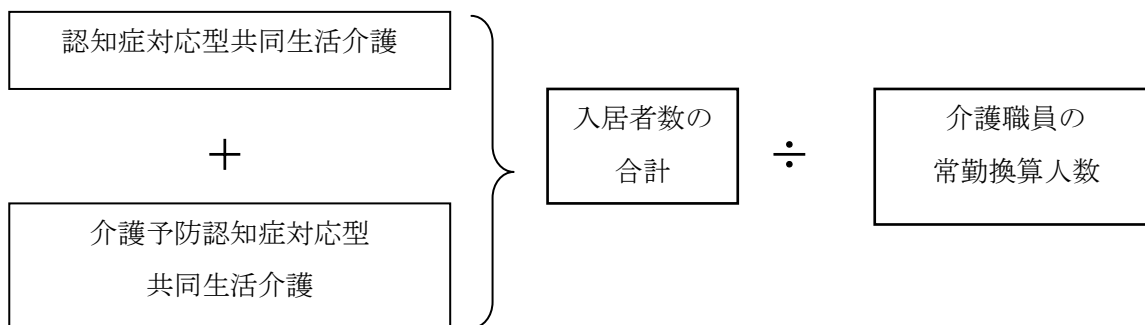 認知症対応型共同生活介護
＋
介護予防認知症対応型
共同生活介護
入居者数の
合計
÷
介護職員の
常勤換算人数